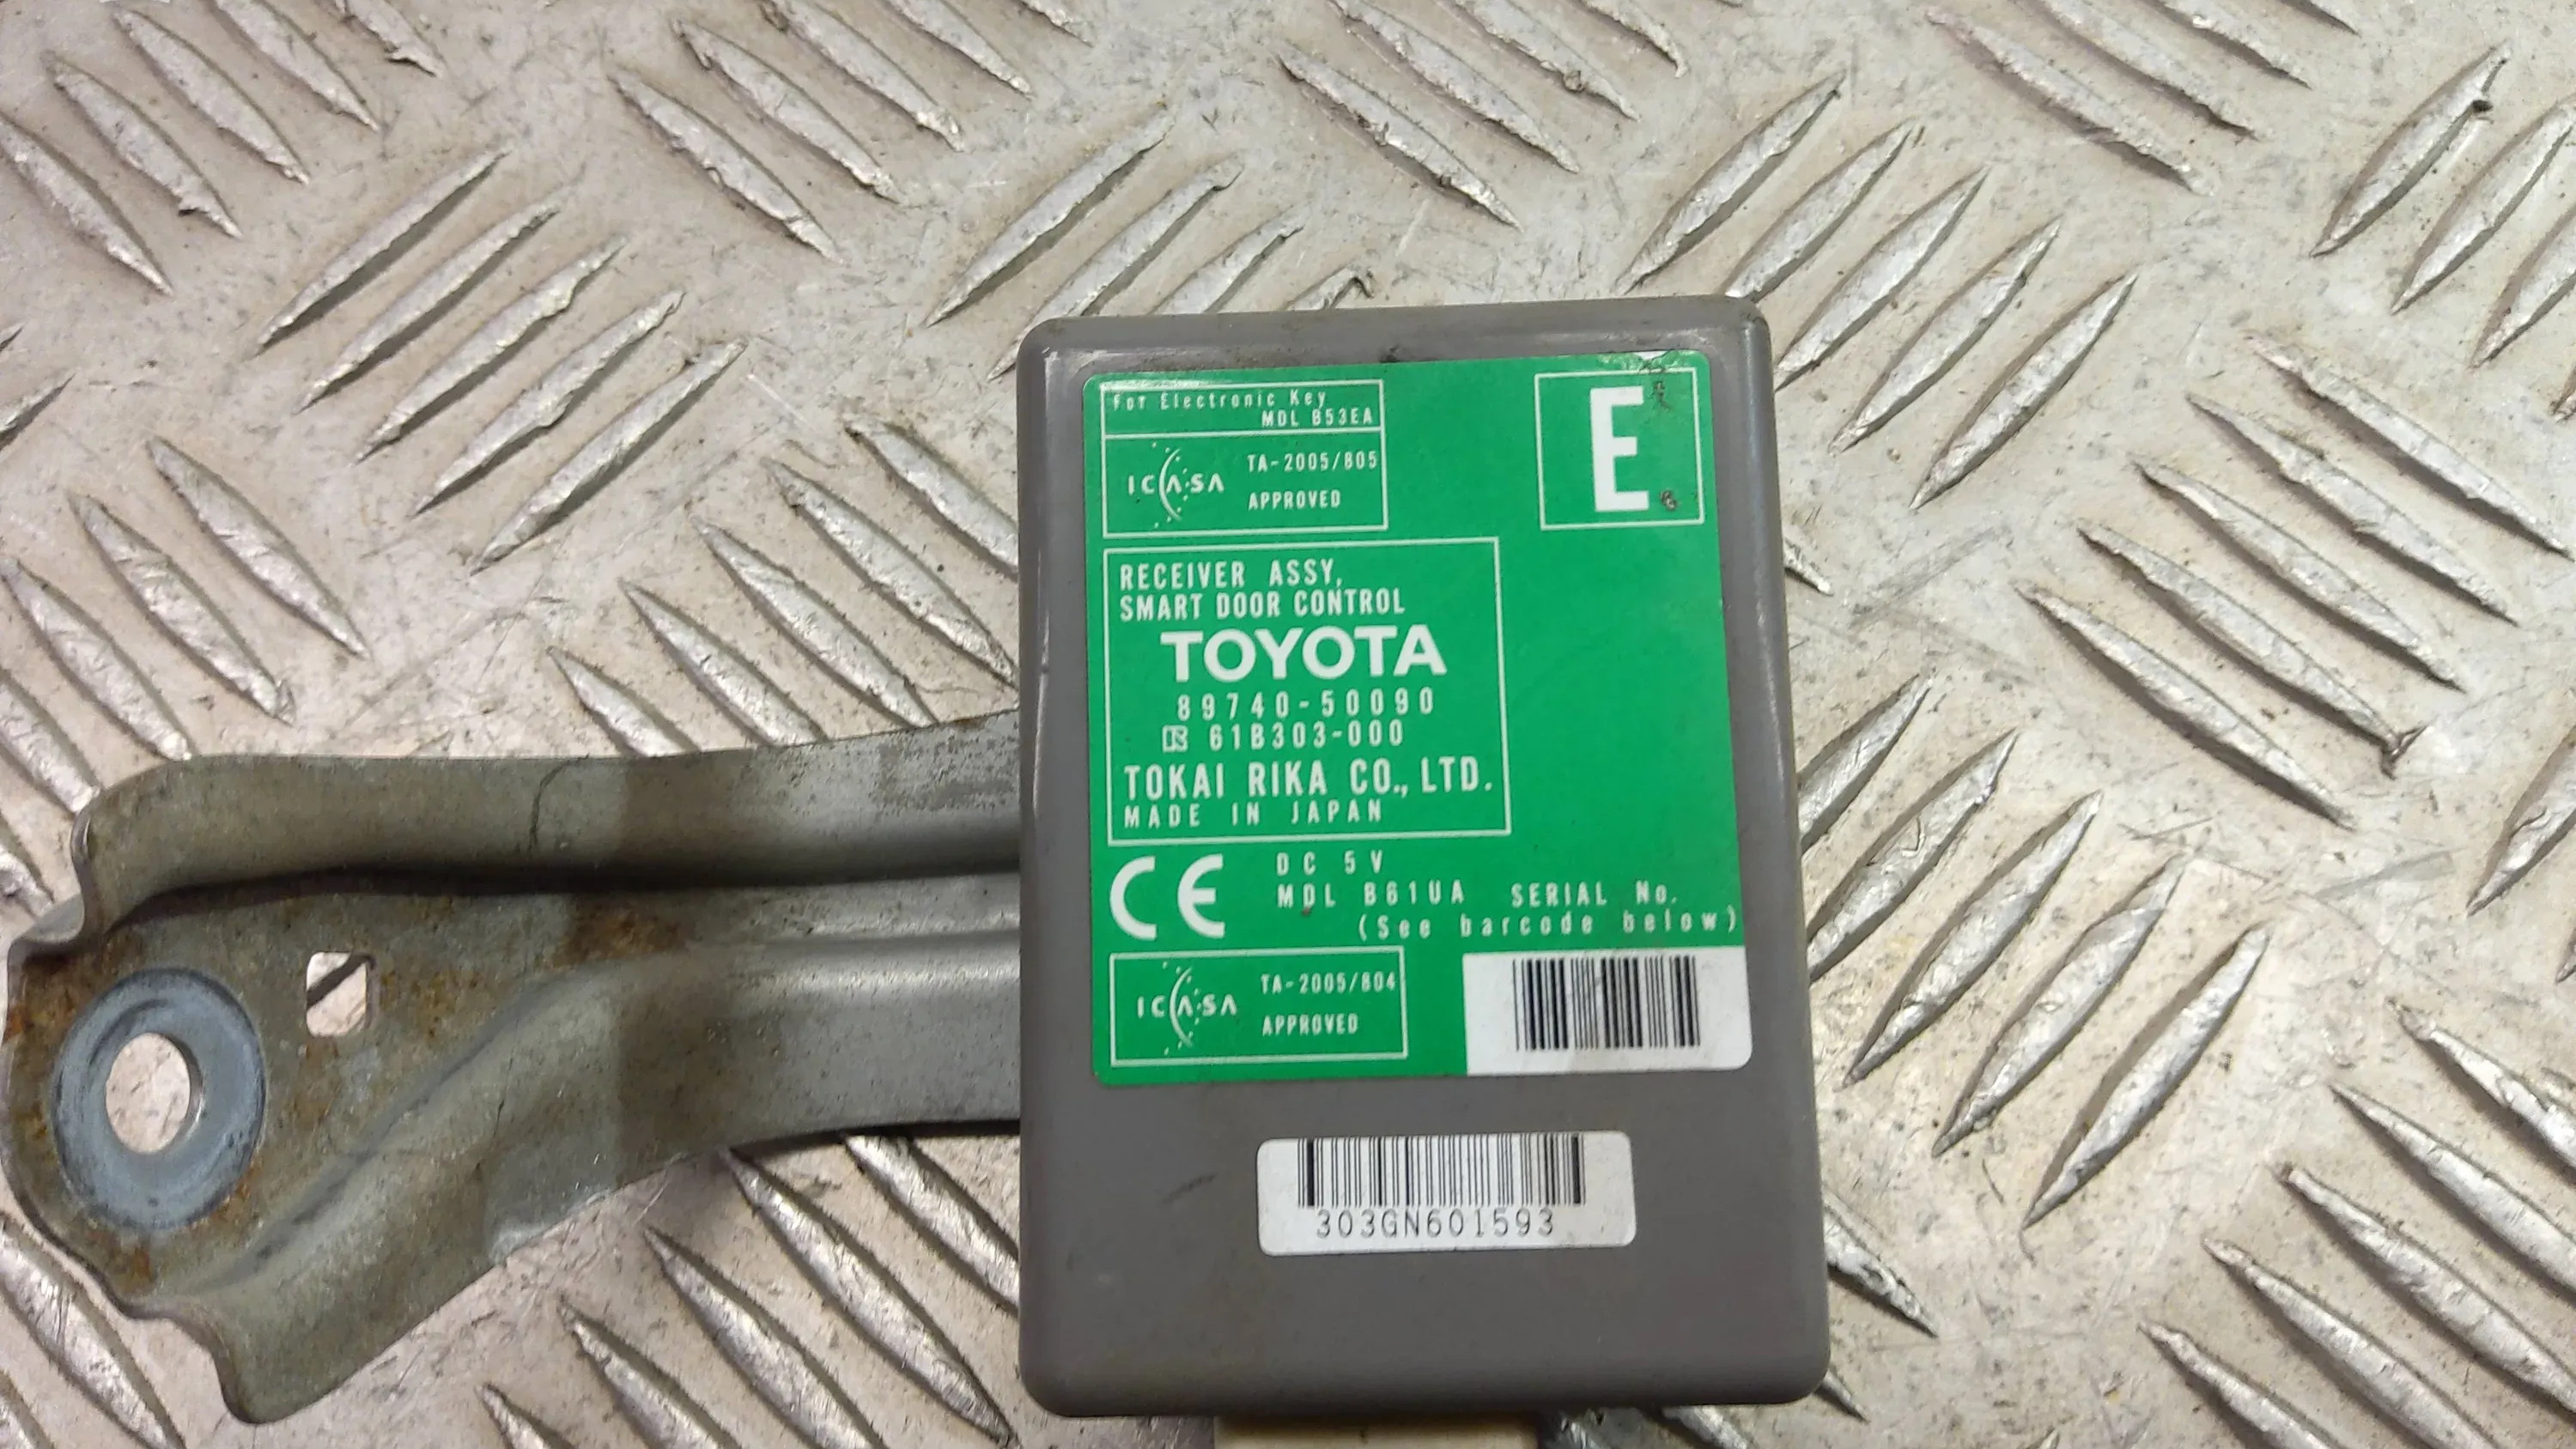 For Electronic Key
MDL B53EA
E
ICASA TA-2005/805
APPROVED
RECEIVER ASSY,
SMART DOOR CONTROL
TOYOTA
89740-50090
61B303-000
TOKAI RIKA CO., LTD.
MADE IN JAPAN
CE DC 5V
MDL B61UA SERIAL No.
(See barcode below)
ICASA TA-2005/804
APPROVED
303GN601593